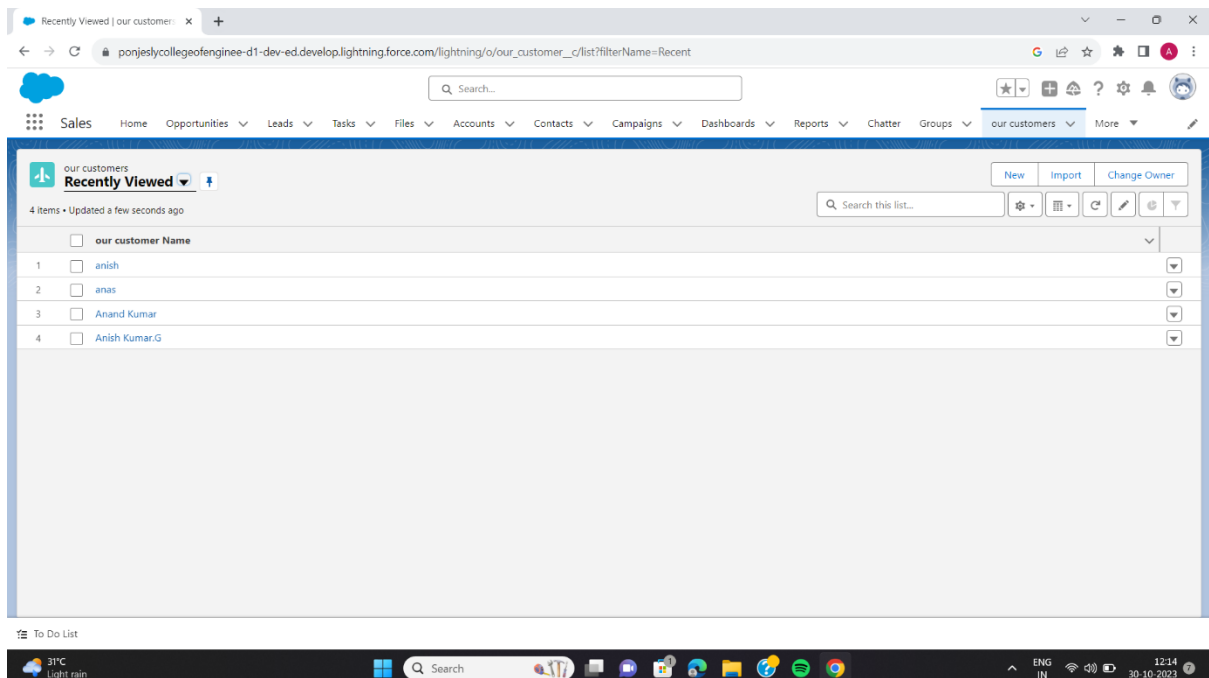 Recently Viewed | our customers
ponjeslycollegeofenginee-d1-dev-ed.develop.lightning.force.com/lightning/o/our_customer__c/list?filterName=Recent
G
A
Search...
Sales Home Opportunities Leads Tasks Files Accounts Contacts Campaigns Dashboards Reports Chatter Groups our customers More
our customers
Recently Viewed
New Import Change Owner
4 items • Updated a few seconds ago
Search this list...
our customer Name
1 anish
2 anas
3 Anand Kumar
4 Anish Kumar.G
To Do List
31°C
Light rain
Search
ENG
IN
12:14
30-10-2023
7